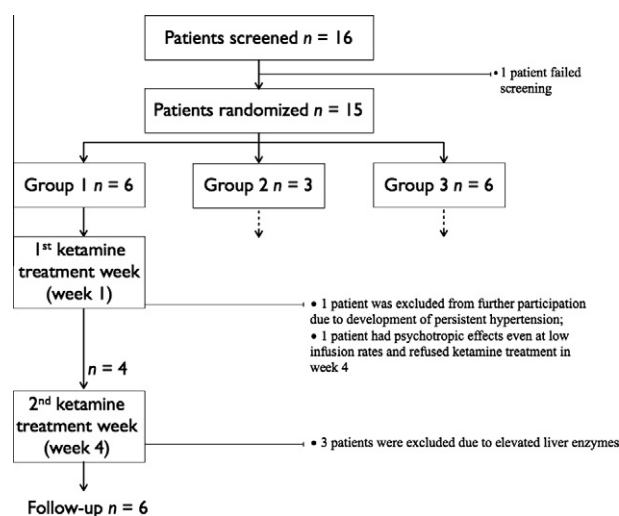 Patients screened n = 16
• 1 patient failed
screening
Patients randomized n = 15
Group 1 n = 6
Group 2 n = 3
Group 3 n = 6
1st ketamine
treatment week
(week 1)
• 1 patient was excluded from further participation
due to development of persistent hypertension;
• 1 patient had psychotropic effects even at low
infusion rates and refused ketamine treatment in
week 4
n = 4
2nd ketamine
treatment week
(week 4)
• 3 patients were excluded due to elevated liver enzymes
Follow-up n = 6